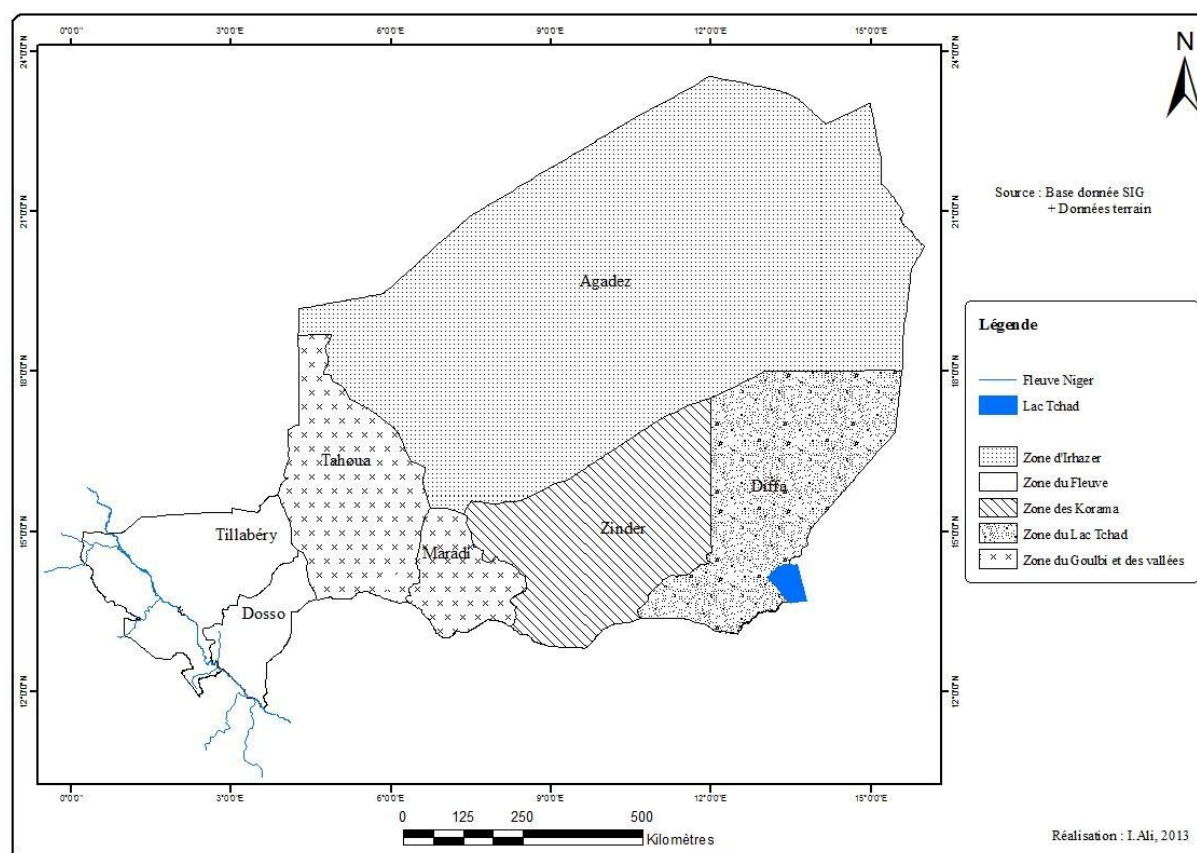 0°00'E 3°0'0"E 6°0'0"E 9°0'0"E 12°0'0"E 15°0'0"E
24°0'0"N 24°0'0"N
N
21°0'0"N 21°0'0"N
Source : Base donnée SIG
+ Données terrain
Agadez
Légende
18°0'0"N 18°0'0"N
Fleuve Niger
Lac Tchad
Tahoua
Zone d'Irhazer
Zone du Fleuve
Diffa
Zone des Korama
Zinder
Tillabéry
15°0'0"N 15°0'0"N
Zone du Lac Tchad
Maradi
Zone du Goulbi et des vallées
Dosso
12°0'0"N 12°0'0"N
0°00'E 3°0'0"E 6°0'0"E 9°0'0"E 12°0'0"E 15°0'0"E
0 125 250 500
Kilomètres
Réalisation : I.Ali, 2013